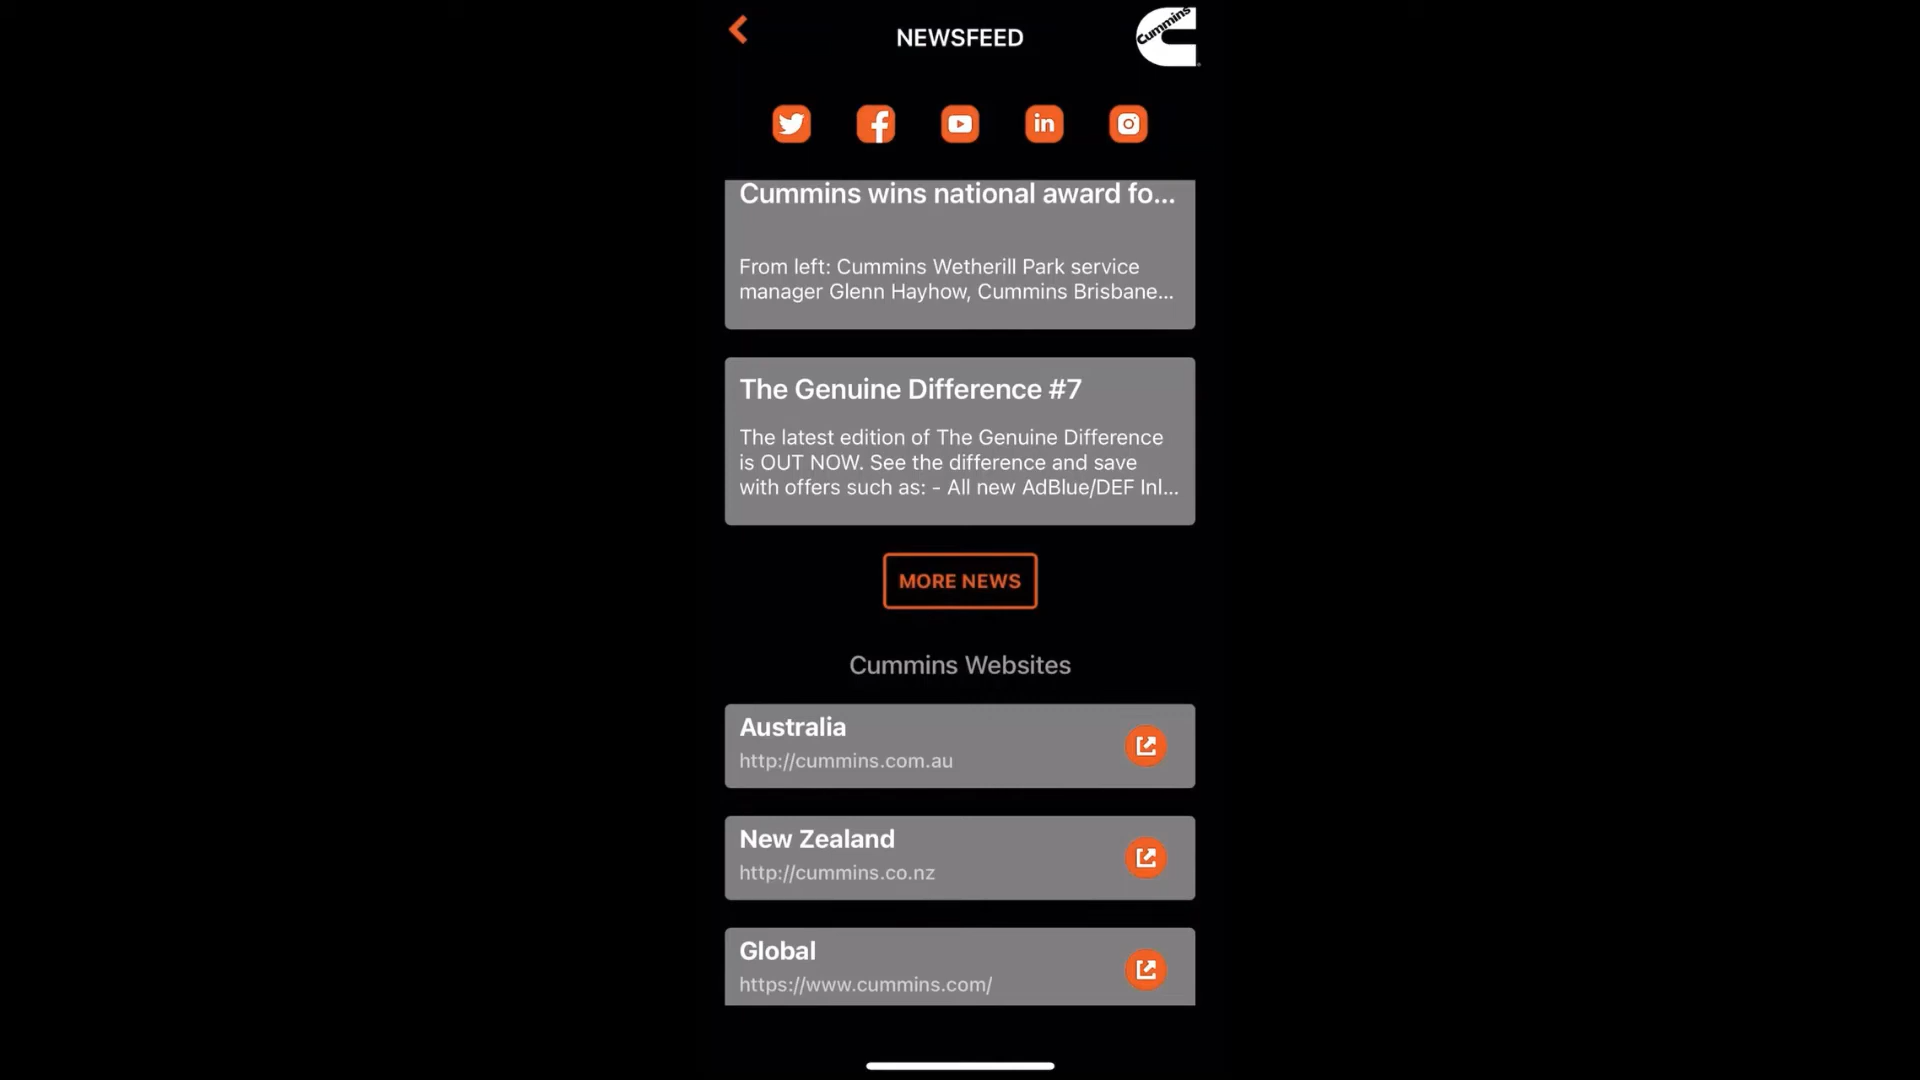 NEWSFEED
Cummins
in
Cummins wins national award fo...
From left: Cummins Wetherill Park service
manager Glenn Hayhow, Cummins Brisbane...
The Genuine Difference #7
The latest edition of The Genuine Difference
is OUT NOW. See the difference and save
with offers such as: - All new AdBlue/DEF Inl...
MORE NEWS
Cummins Websites
Australia
http://cummins.com.au
New Zealand
http://cummins.co.nz
Global
https://www.cummins.com/